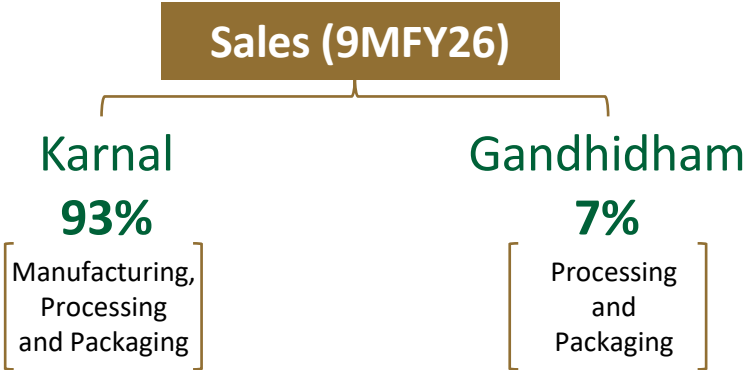 Sales (9MFY26)
Karnal
93%
Manufacturing,
Processing
and Packaging
Gandhidham
7%
Processing
and
Packaging